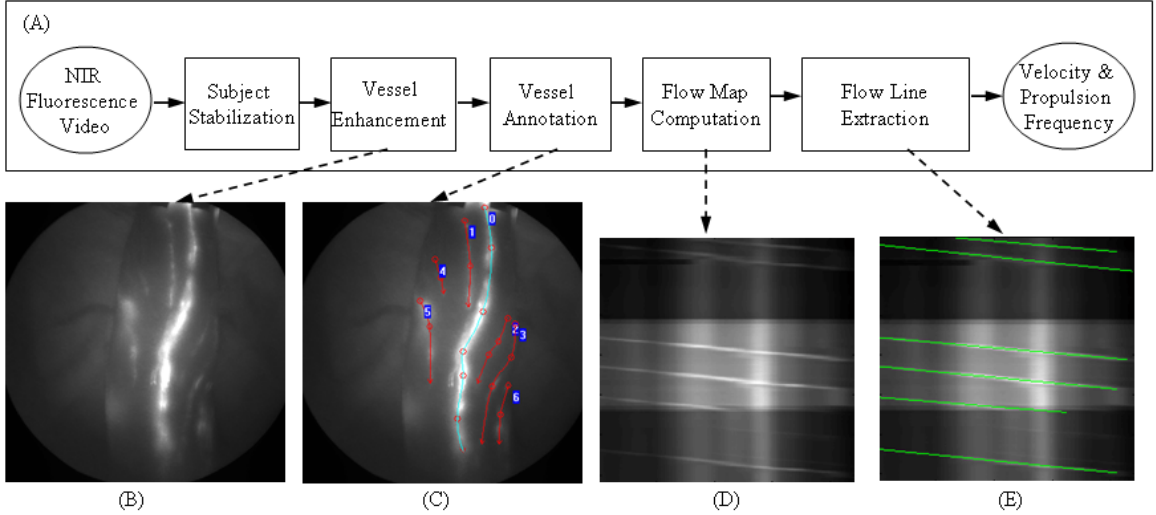 (A)
NIR
Fluorescence
Video
Subject
Stabilization
Vessel
Enhancement
Vessel
Annotation
Flow Map
Computation
Flow Line
Extraction
Velocity &
Propulsion
Frequency
0
1
4
5
2
3
6
(B)
(C)
(D)
(E)